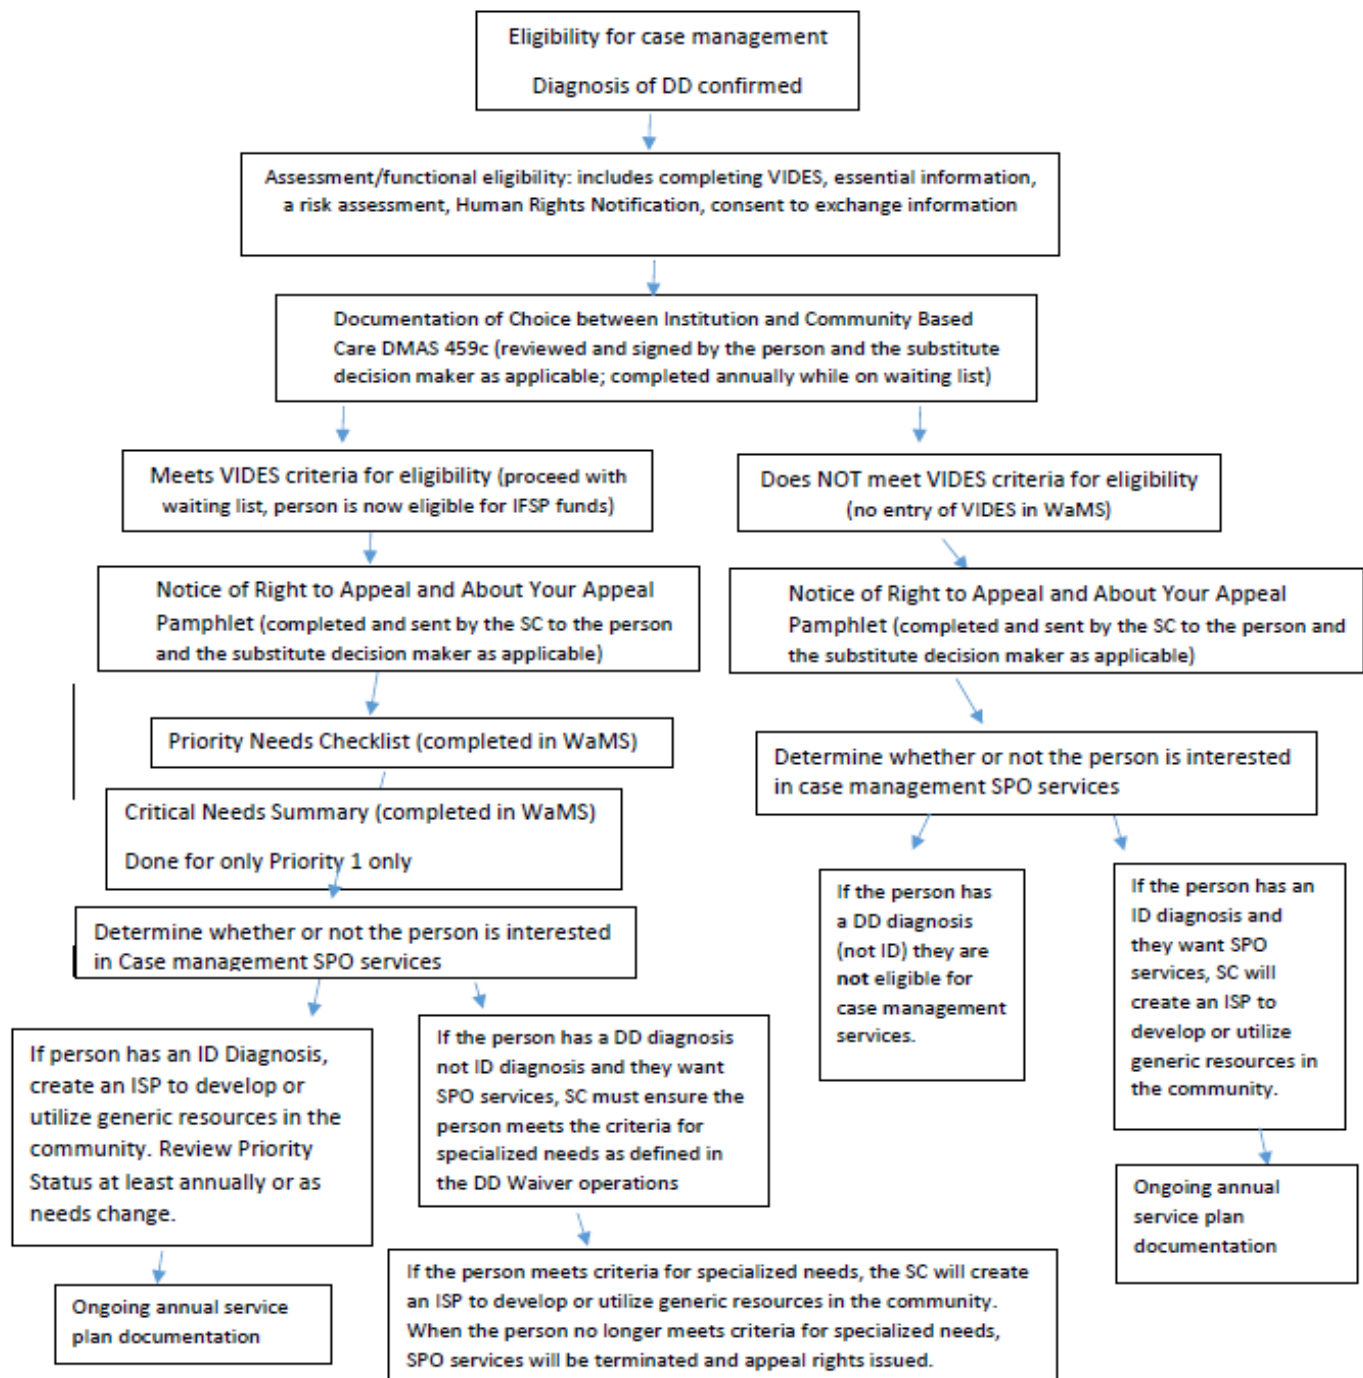 Eligibility for case management
Diagnosis of DD confirmed
Assessment/functional eligibility: includes completing VIDES, essential information,
a risk assessment, Human Rights Notification, consent to exchange information
Documentation of Choice between Institution and Community Based
Care DMAS 459c (reviewed and signed by the person and the substitute
decision maker as applicable; completed annually while on waiting list)
Meets VIDES criteria for eligibility (proceed with
waiting list, person is now eligible for IFSP funds)
Does NOT meet VIDES criteria for eligibility
(no entry of VIDES in WaMS)
Notice of Right to Appeal and About Your Appeal
Pamphlet (completed and sent by the SC to the person
and the substitute decision maker as applicable)
Notice of Right to Appeal and About Your Appeal
Pamphlet (completed and sent by the SC to the person and
the substitute decision maker as applicable)
Priority Needs Checklist (completed in WaMS)
Determine whether or not the person is interested
in case management SPO services
Critical Needs Summary (completed in WaMS)
Done for only Priority 1 only
Determine whether or not the person is interested
in Case management SPO services
If the person has
a DD diagnosis
(not ID) they are
not eligible for
case management
services.
If the person has an
ID diagnosis and
they want SPO
services, SC will
create an ISP to
develop or utilize
generic resources in
the community.
If person has an ID Diagnosis,
create an ISP to develop or
utilize generic resources in the
community. Review Priority
Status at least annually or as
needs change.
If the person has a DD diagnosis
not ID diagnosis and they want
SPO services, SC must ensure the
person meets the criteria for
specialized needs as defined in
the DD Waiver operations
Ongoing annual
service plan
documentation
Ongoing annual service
plan documentation
If the person meets criteria for specialized needs, the SC will create
an ISP to develop or utilize generic resources in the community.
When the person no longer meets criteria for specialized needs,
SPO services will be terminated and appeal rights issued.